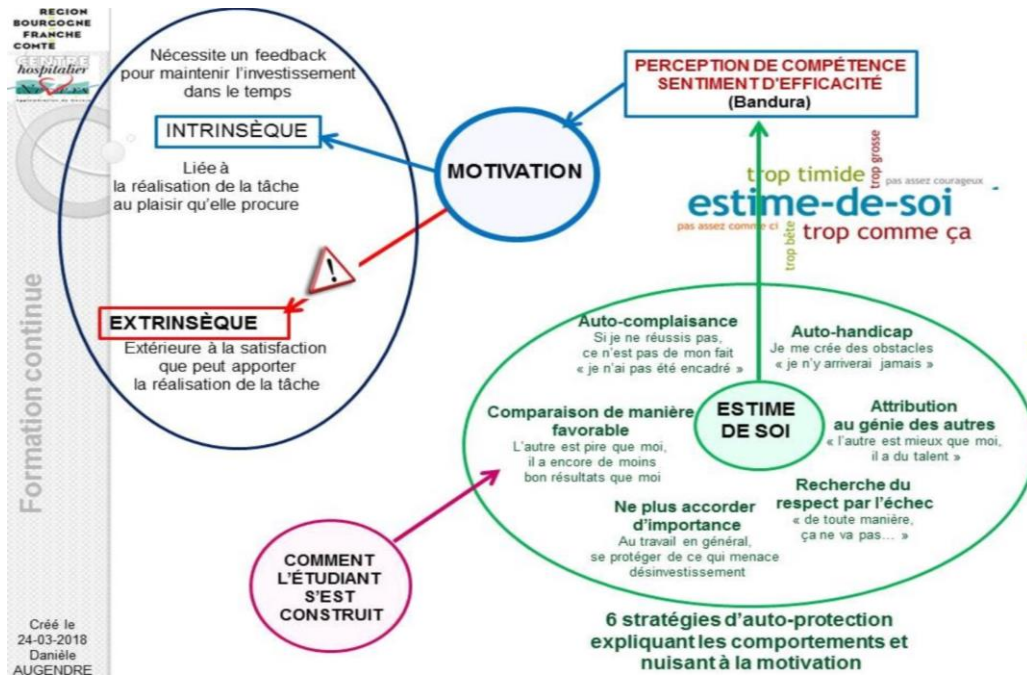 REGION
BOURGOGNE
FRANCHE
COMTE
CENTRE
hospitalier
Formation continue
Créé le
24-03-2018
Danièle
AUGENDRE
Nécessite un feedback
pour maintenir l'investissement
dans le temps
INTRINSÈQUE
Liée à
la réalisation de la tâche
au plaisir qu'elle procure
EXTRINSÈQUE
Extérieure à la satisfaction
que peut apporter
la réalisation de la tâche
!
MOTIVATION
PERCEPTION DE COMPÉTENCE
SENTIMENT D'EFFICACITÉ
(Bandura)
trop timide
trop grosse
pas assez courageux
estime-de-soi
pas assez comme ci
trop bête
trop comme ça
Auto-complaisance
Si je ne réussis pas,
ce n'est pas de mon fait
« je n'ai pas été encadré »
Auto-handicap
Je me crée des obstacles
« je n'y arriverai jamais »
Comparaison de manière
favorable
L'autre est pire que moi,
il a encore de moins
bon résultats que moi
ESTIME
DE SOI
Attribution
au génie des autres
« l'autre est mieux que moi,
il a du talent »
Ne plus accorder
d'importance
Au travail en général,
se protéger de ce qui menace
désinvestissement
Recherche du
respect par l'échec
« de toute manière,
ça ne va pas... »
COMMENT
L'ÉTUDIANT
S'EST
CONSTRUIT
6 stratégies d'auto-protection
expliquant les comportements et
nuisant à la motivation